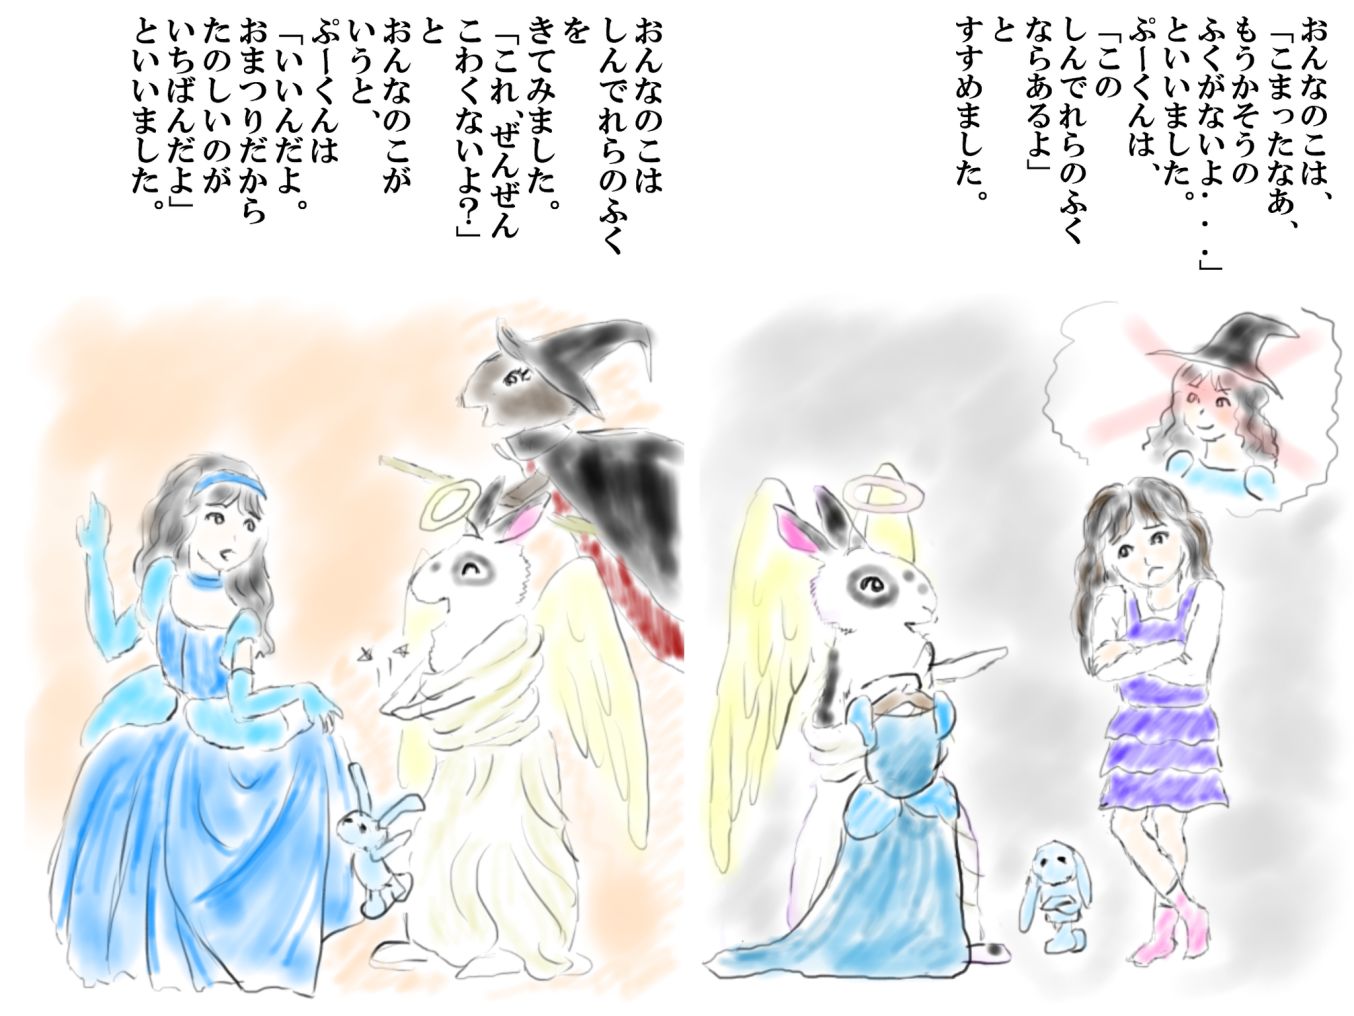 おんなのこは、
「こまったなあ、
もうかそうの
ふくがないよ・・・」
といいました。
ぷーくんは、
「この
しんでれらのふく
ならあるよ」
と
すすめました。
おんなのこは
しんでれらのふく
を
きてみました。
「これ、ぜんぜん
こわくないよ？」
と
おんなのこが
いうと、
ぷーくんは
「いいんだよ。
おまつりだから
たのしいのが
いちばんだよ」
といいました。